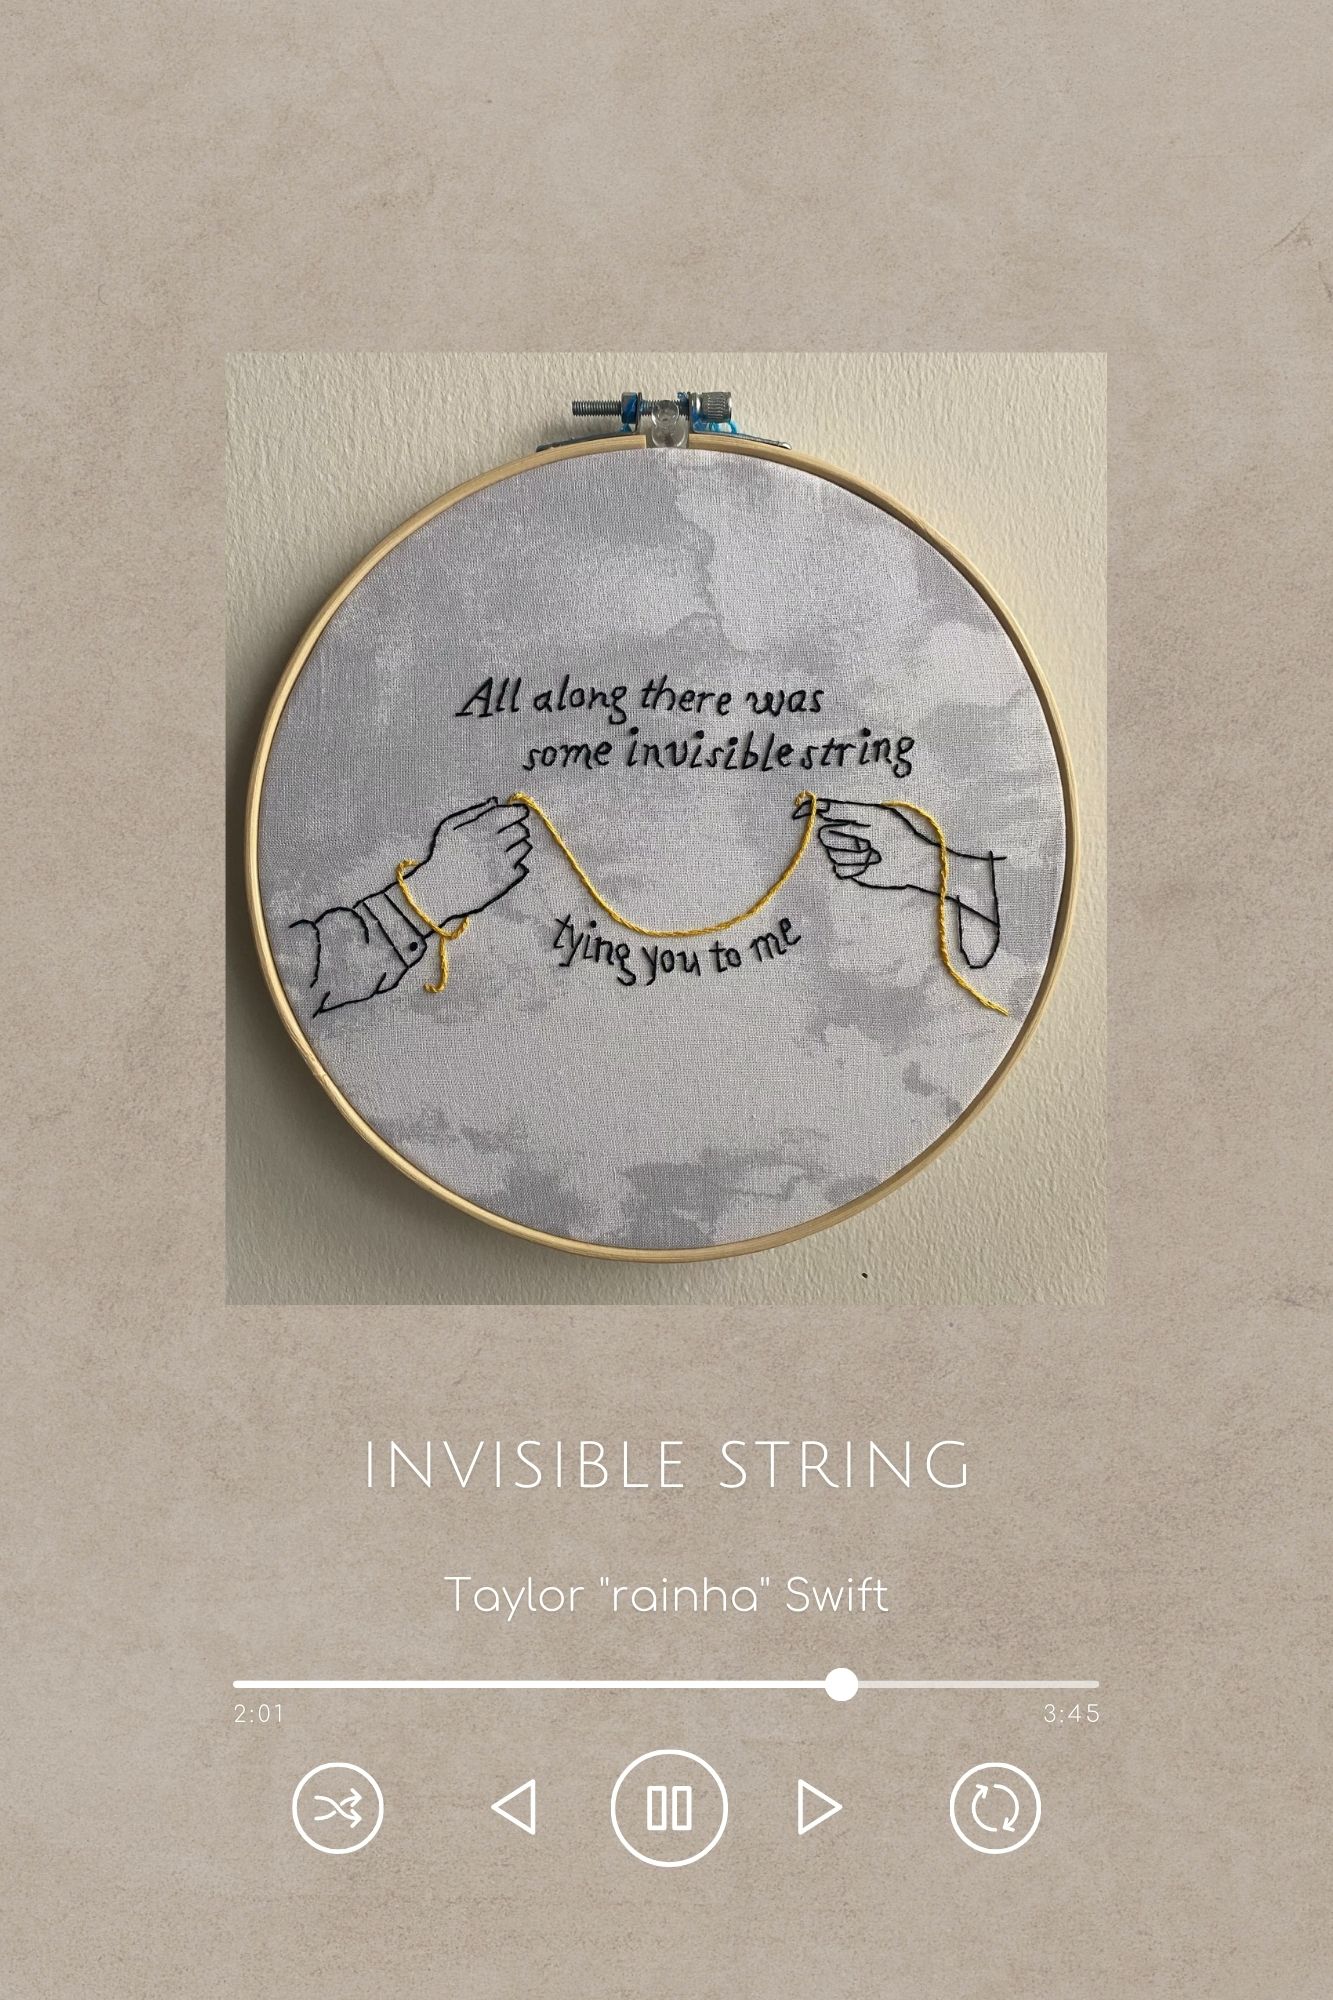 All along there was
some invisible string
tying you to me
INVISIBLE STRING
Taylor "rainha" Swift
2:01 3:45